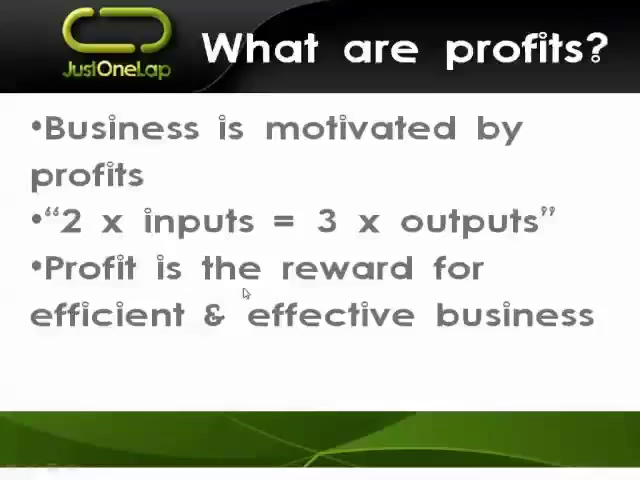 JustOneLap
What are profits?
•Business is motivated by
profits
•“2 x inputs = 3 x outputs”
•Profit is the reward for
efficient & effective business